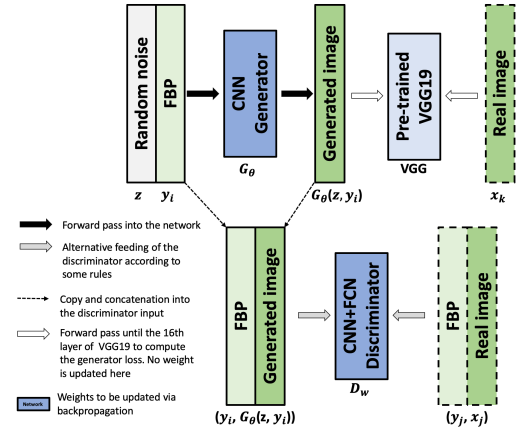 Random noise
FBP
CNN
Generator
Generated image
Pre-trained
VGG19
Real image
z
y_i
G_θ
G_θ(z, y_i)
VGG
x_k
Forward pass into the network
Alternative feeding of the
discriminator according to
some rules
Copy and concatenation into
the discriminator input
Forward pass until the 16th
layer of VGG19 to compute
the generator loss. No weight
is updated here
Network
Weights to be updated via
backpropagation
FBP
Generated image
CNN+FCN
Discriminator
FBP
Real image
(y_i, G_θ(z, y_i))
D_w
(y_j, x_j)